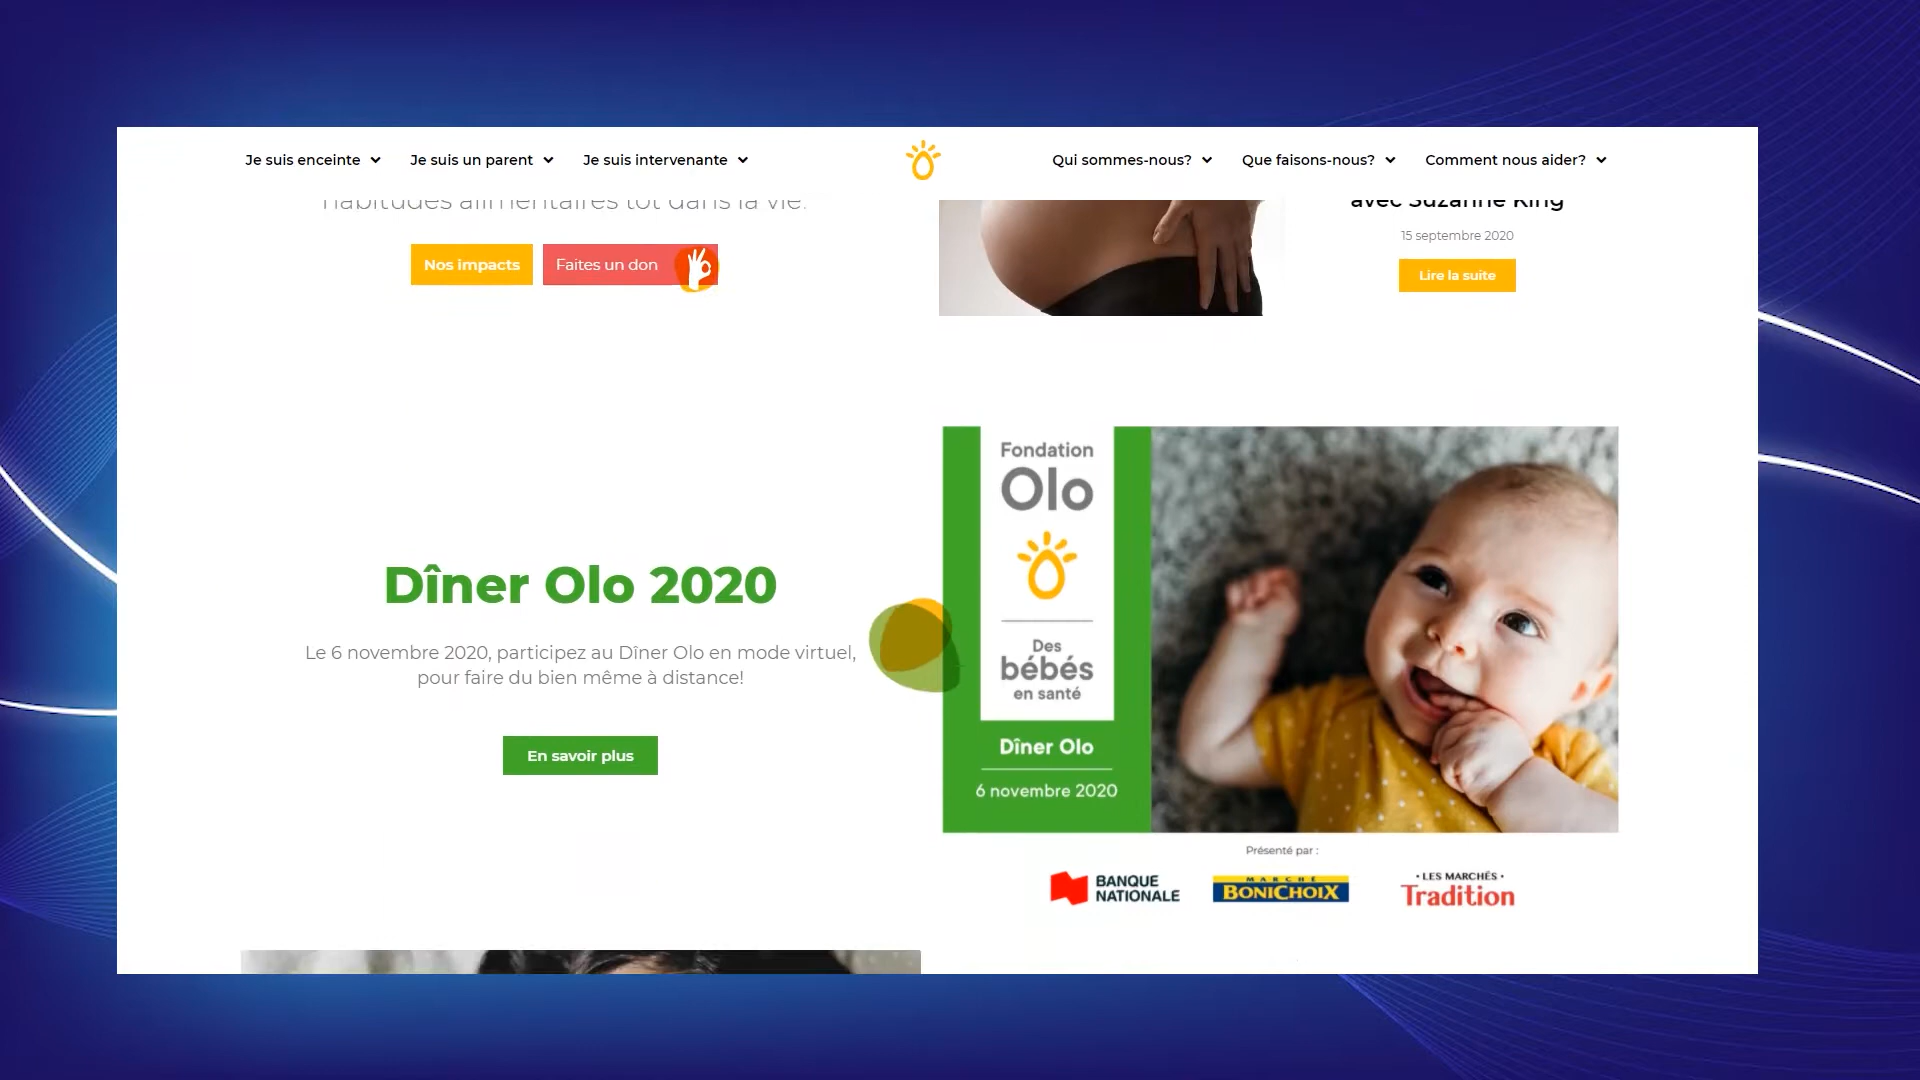 Je suis enceinte
Je suis un parent
Je suis intervenante
Qui sommes-nous?
Que faisons-nous?
Comment nous aider?
habitudes alimentaires tôt dans la vie.
avec Suzanne King
15 septembre 2020
Nos impacts
Faites un don
Lire la suite
Dîner Olo 2020
Le 6 novembre 2020, participez au Dîner Olo en mode virtuel,
pour faire du bien même à distance!
En savoir plus
Fondation
Olo
Des
bébés
en santé
Dîner Olo
6 novembre 2020
Présenté par :
BANQUE
NATIONALE
MARCHÉ
BONICHOIX
• LES MARCHÉS •
Tradition